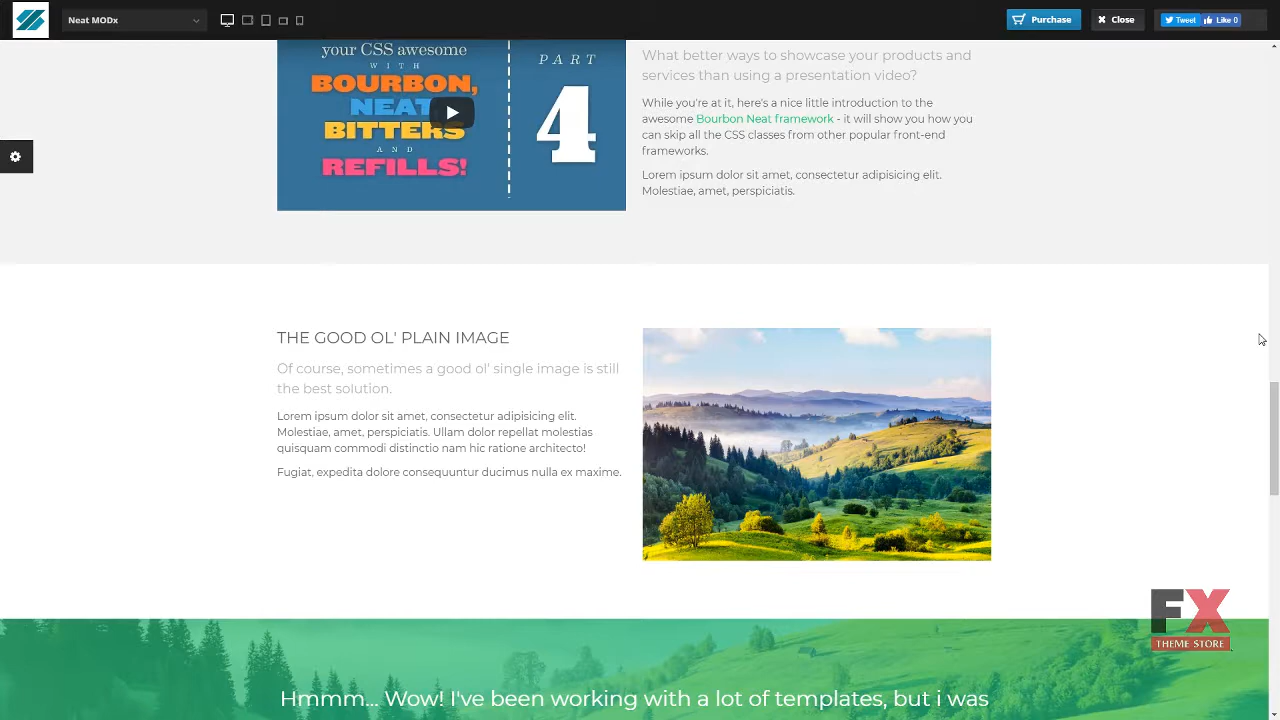 Neat MODx
Purchase
Close
Tweet
Like 0
your CSS awesome
WITH
BOURBON,
NEAT,
BITTERS
AND
REFILLS!
PART
4
What better ways to showcase your products and
services than using a presentation video?
While you're at it, here's a nice little introduction to the
awesome Bourbon Neat framework - it will show you how you
can skip all the CSS classes from other popular front-end
frameworks.
Lorem ipsum dolor sit amet, consectetur adipisicing elit.
Molestiae, amet, perspiciatis.
THE GOOD OL' PLAIN IMAGE
Of course, sometimes a good ol' single image is still
the best solution.
Lorem ipsum dolor sit amet, consectetur adipisicing elit.
Molestiae, amet, perspiciatis. Ullam dolor repellat molestias
quisquam commodi distinctio nam hic ratione architecto!
Fugiat, expedita dolore consequuntur ducimus nulla ex maxime.
FX
THEME STORE
Hmmm... Wow! I've been working with a lot of templates, but i was